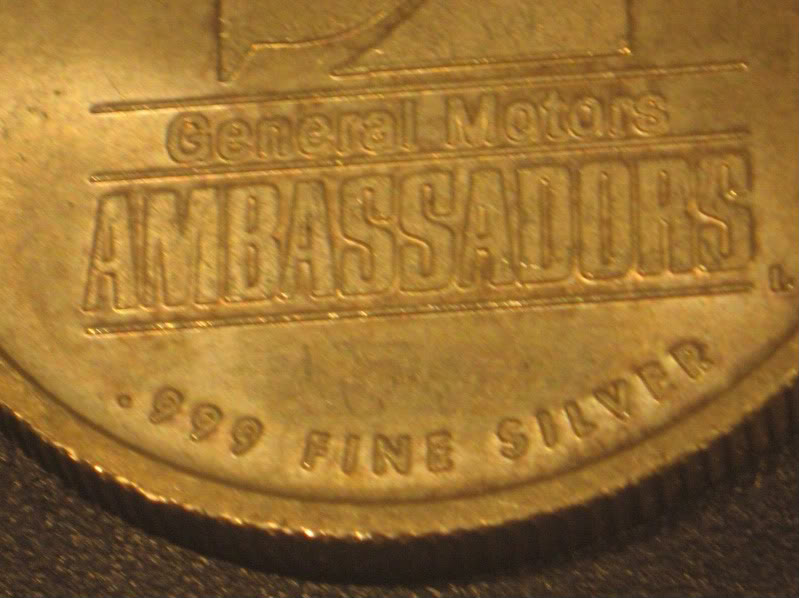 General Motors
AMBASSADORS
.999 FINE SILVER